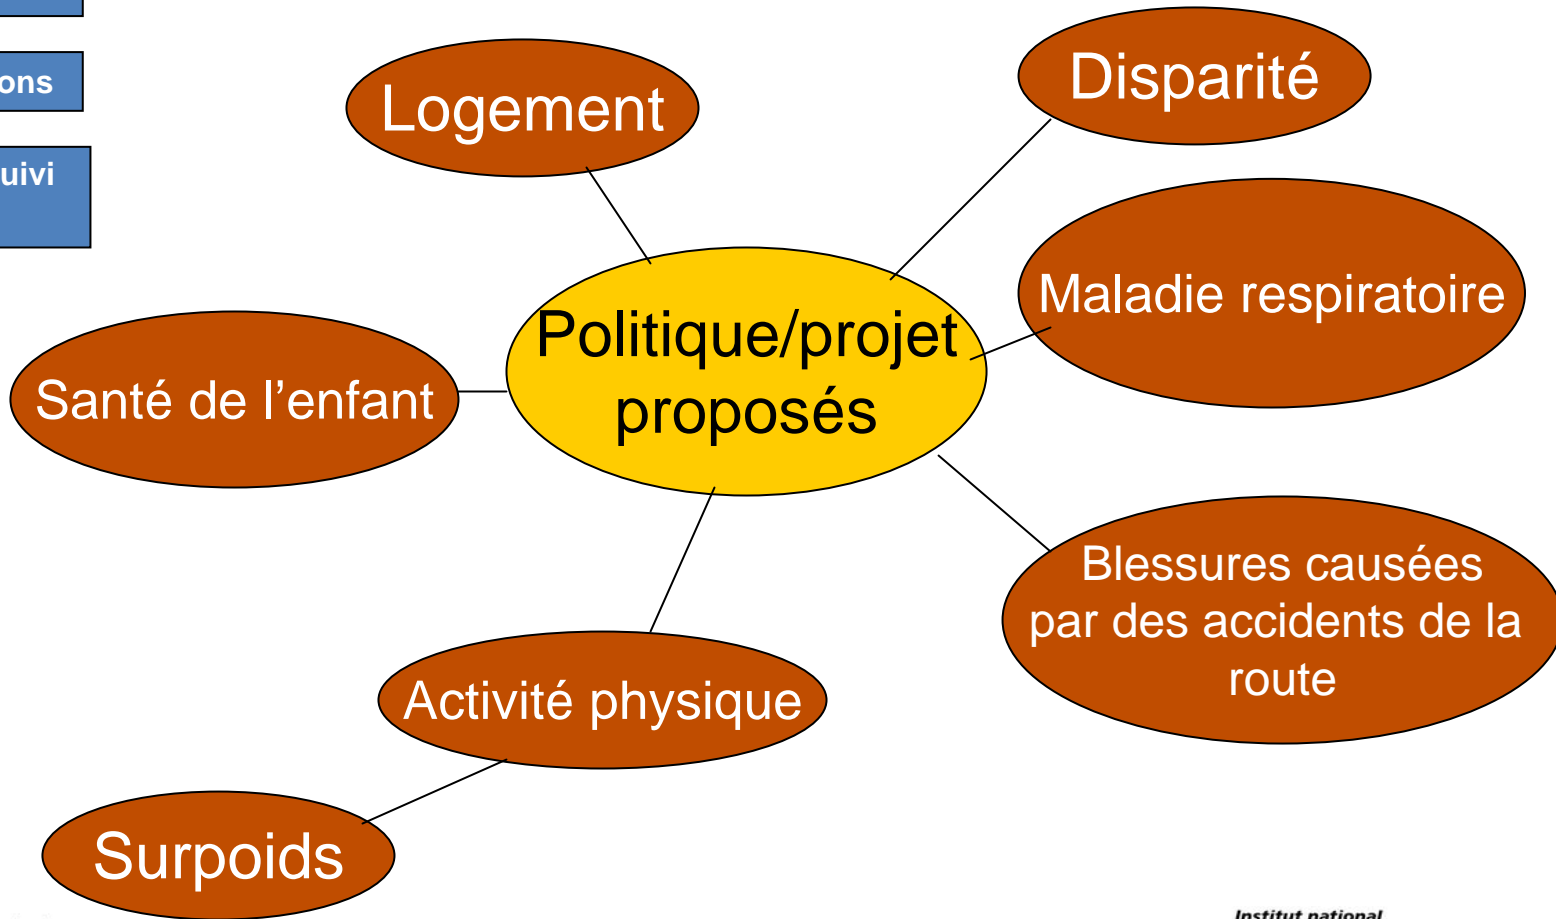 ons
uivi
Logement
Disparité
Maladie respiratoire
Politique/projet
proposés
Santé de l’enfant
Blessures causées
par des accidents de la
route
Activité physique
Surpoids
Institut national